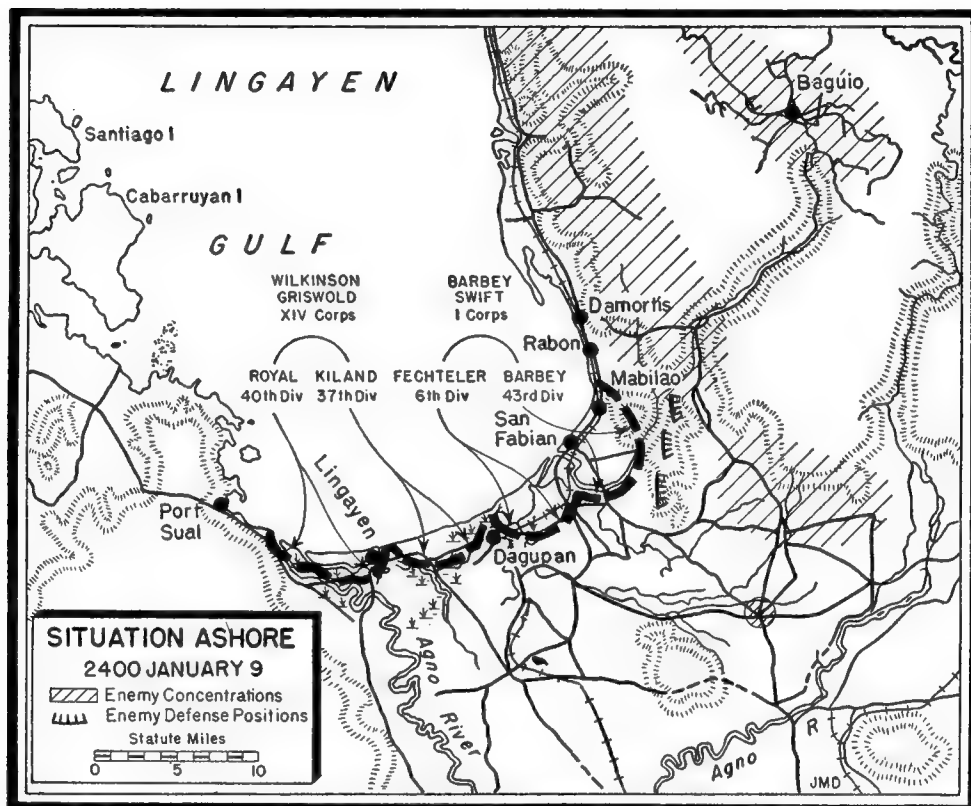 LINGAYEN
GULF
Santiago I
Cabarruyan I
Baguio
WILKINSON
GRISWOLD
XIV Corps
BARBEY
SWIFT
I Corps
ROYAL
40th Div
KILAND
37th Div
FECHTELER
6th Div
BARBEY
43rd Div
Damortis
Rabon
Mabilao
San
Fabian
Port
Sual
Lingayen
Dagupan
Agno
River
Agno
R
SITUATION ASHORE
2400 JANUARY 9
Enemy Concentrations
Enemy Defense Positions
Statute Miles
0 5 10
JMD